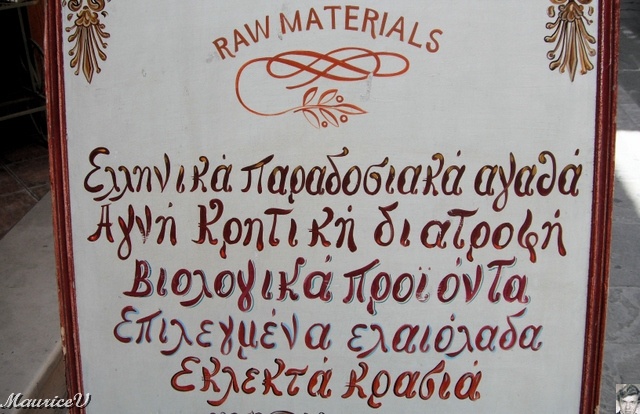 RAW MATERIALS
Ελληνικά Παραδοσιακά αγαθά
Αγνή Κρητική διατροφή
Βιολογικά προϊόντα
Επιλεγμένα ελαιόλαδα
Εκλεκτά κρασιά
MauriceV